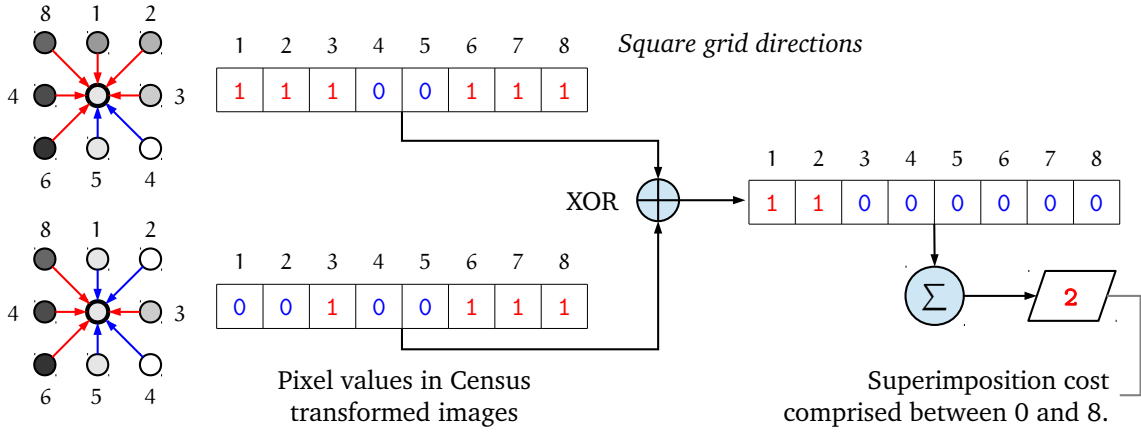 8 1 2
1 2 3 4 5 6 7 8
Square grid directions
1 1 1 0 0 1 1 1
4 3
6 5 4
1 2 3 4 5 6 7 8
XOR
1 1 0 0 0 0 0 0
8 1 2
1 2 3 4 5 6 7 8
0 0 1 0 0 1 1 1
4 3
Σ 2
6 5 4
Pixel values in Census
transformed images
Superimposition cost
comprised between 0 and 8.